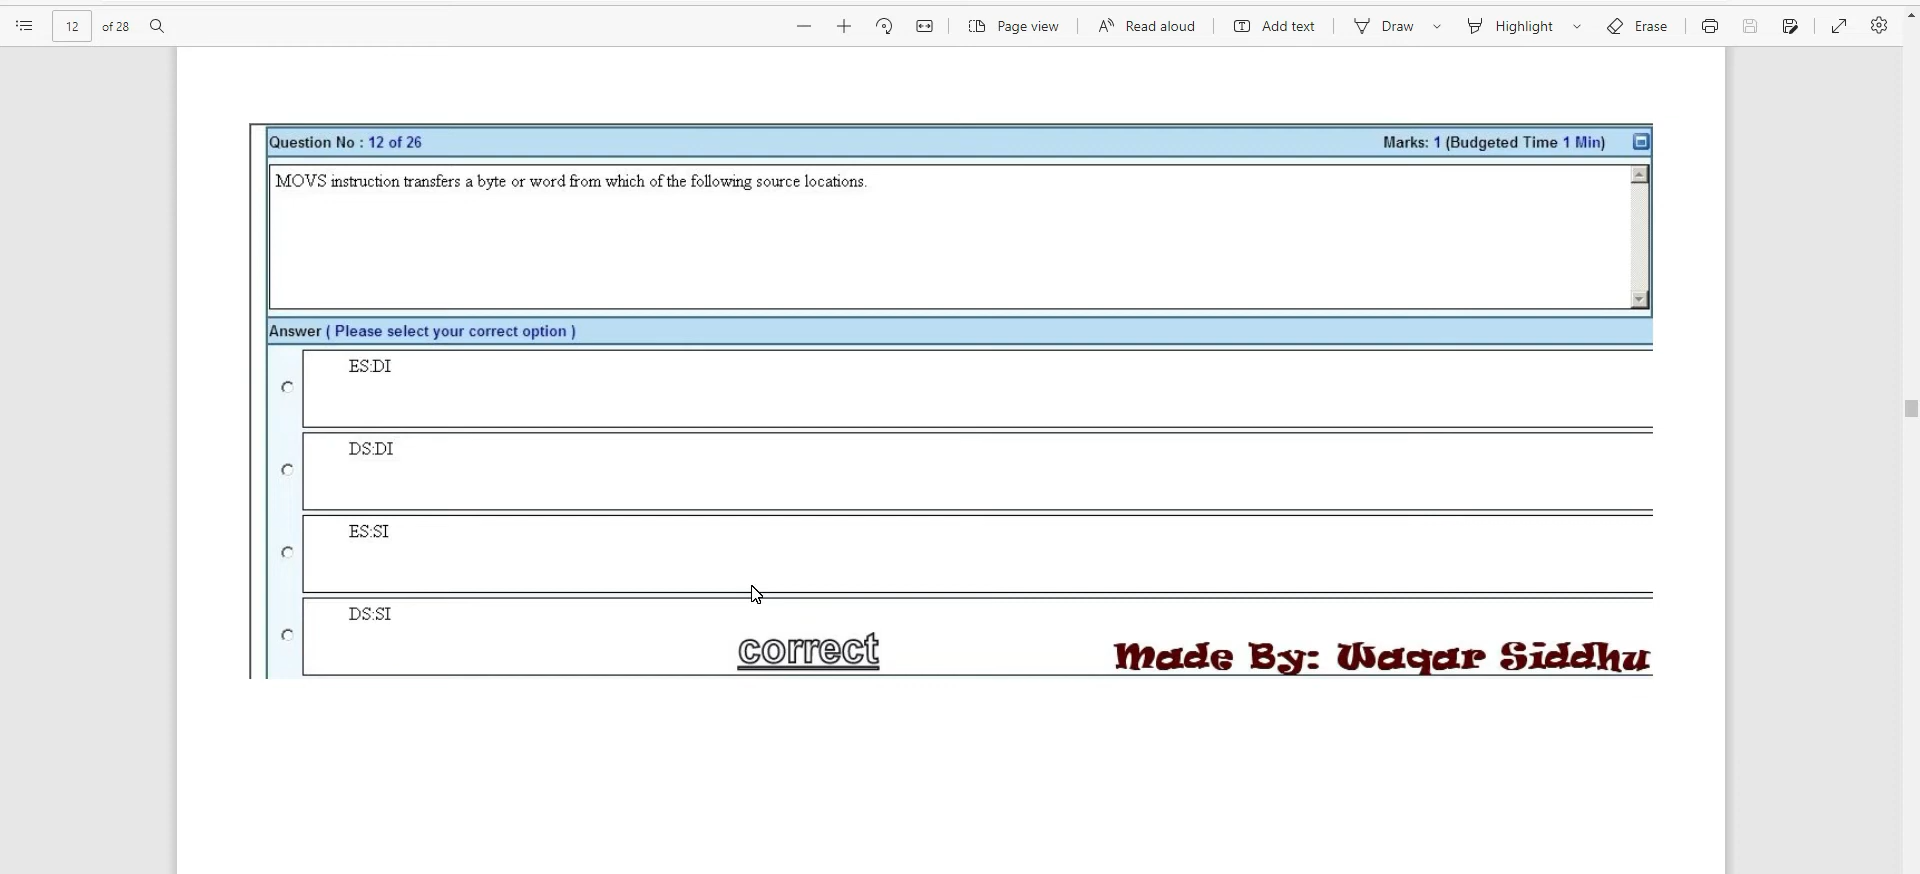 12 of 28 Page view Read aloud Add text Draw Highlight Erase
Question No : 12 of 26 Marks: 1 (Budgeted Time 1 Min)
MOVS instruction transfers a byte or word from which of the following source locations.
Answer ( Please select your correct option )
ES:DI
DS:DI
ES:SI
DS:SI
correct Made By: Waqar Siddhu